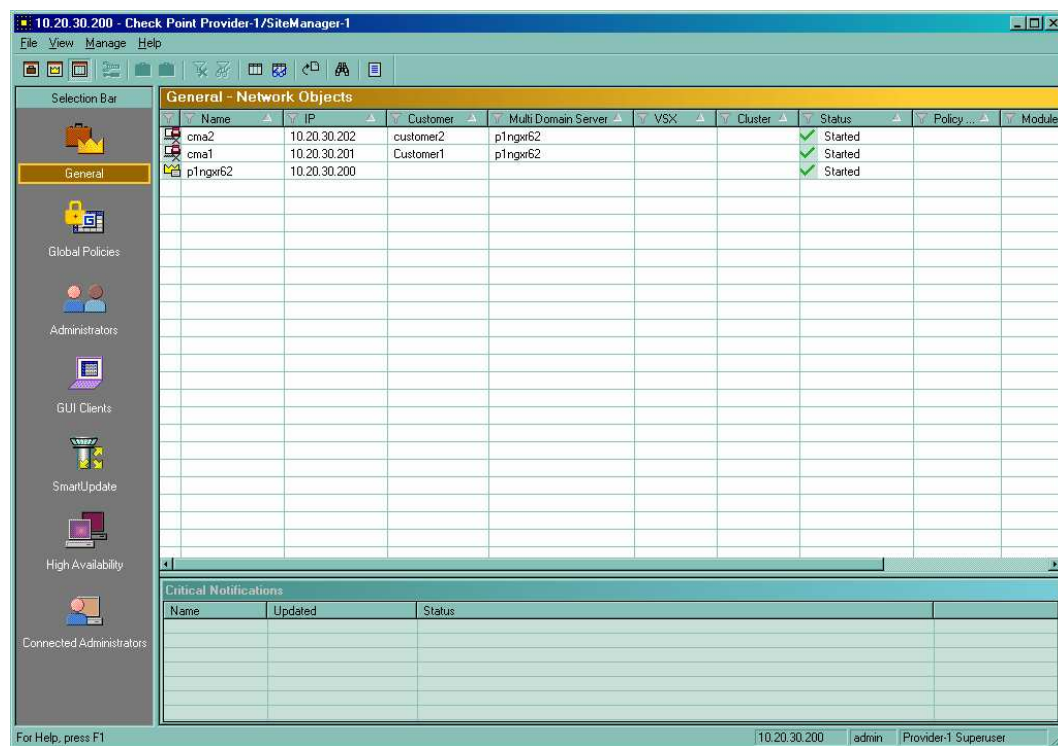 10.20.30.200 - Check Point Provider-1/SiteManager-1
File View Manage Help
Selection Bar
General
Global Policies
Administrators
GUI Clients
SmartUpdate
High Availability
Connected Administrators
General - Network Objects
Name IP Customer Multi Domain Server VSX Cluster Status Policy ... Module
cma2 10.20.30.202 customer2 p1ngxr62 Started
cma1 10.20.30.201 Customer1 p1ngxr62 Started
p1ngxr62 10.20.30.200 Started
Critical Notifications
Name Updated Status
For Help, press F1 10.20.30.200 admin Provider-1 Superuser